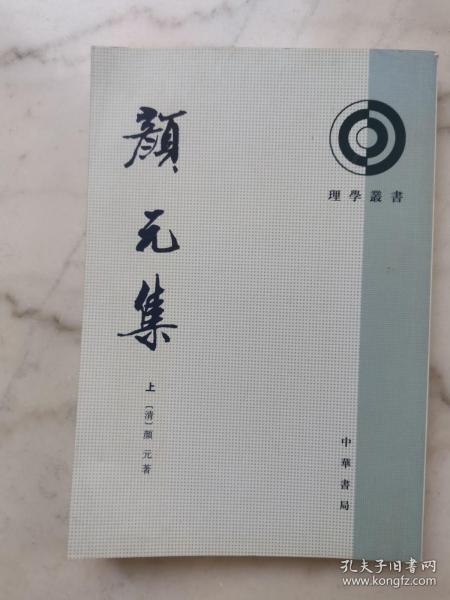 顏元集
上
〔清〕顏元著
理學叢書
中華書局
孔夫子旧书网
www.kongfz.com